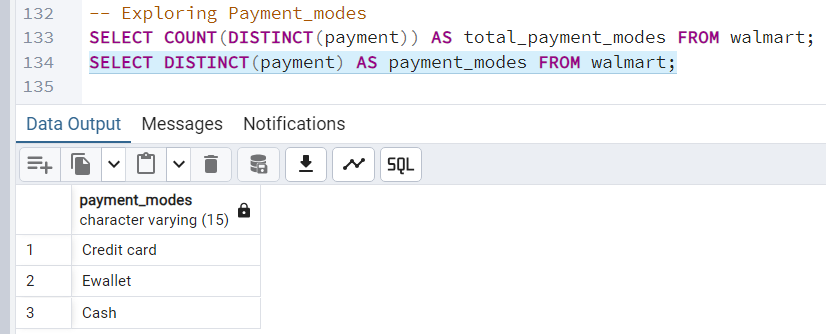 132 -- Exploring Payment_modes
133 SELECT COUNT(DISTINCT(payment)) AS total_payment_modes FROM walmart;
134 SELECT DISTINCT(payment) AS payment_modes FROM walmart;
135
Data Output Messages Notifications
SQL
payment_modes
character varying (15)
1 Credit card
2 Ewallet
3 Cash